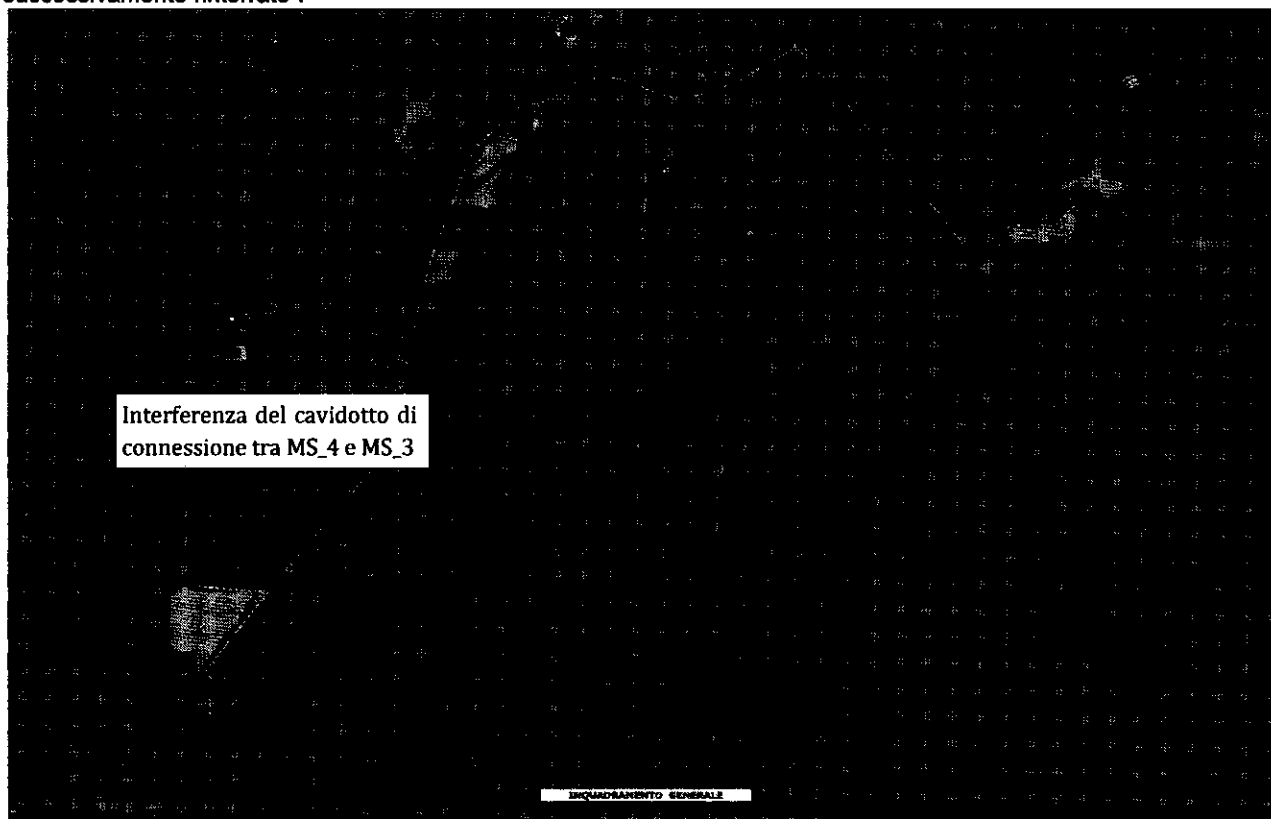 Interferenza del cavidotto di
connessione tra MS_4 e MS_3
INQUADRAMENTO GENERALE